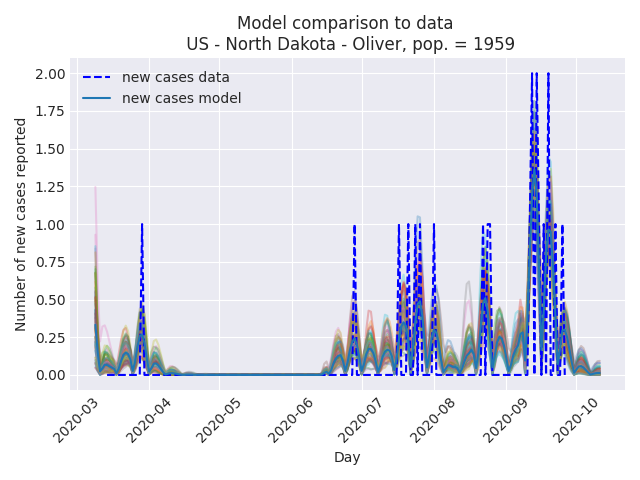 Model comparison to data
US - North Dakota - Oliver, pop. = 1959
new cases data
new cases model
Number of new cases reported
2.00
1.75
1.50
1.25
1.00
0.75
0.50
0.25
0.00
2020-03
2020-04
2020-05
2020-06
2020-07
2020-08
2020-09
2020-10
Day